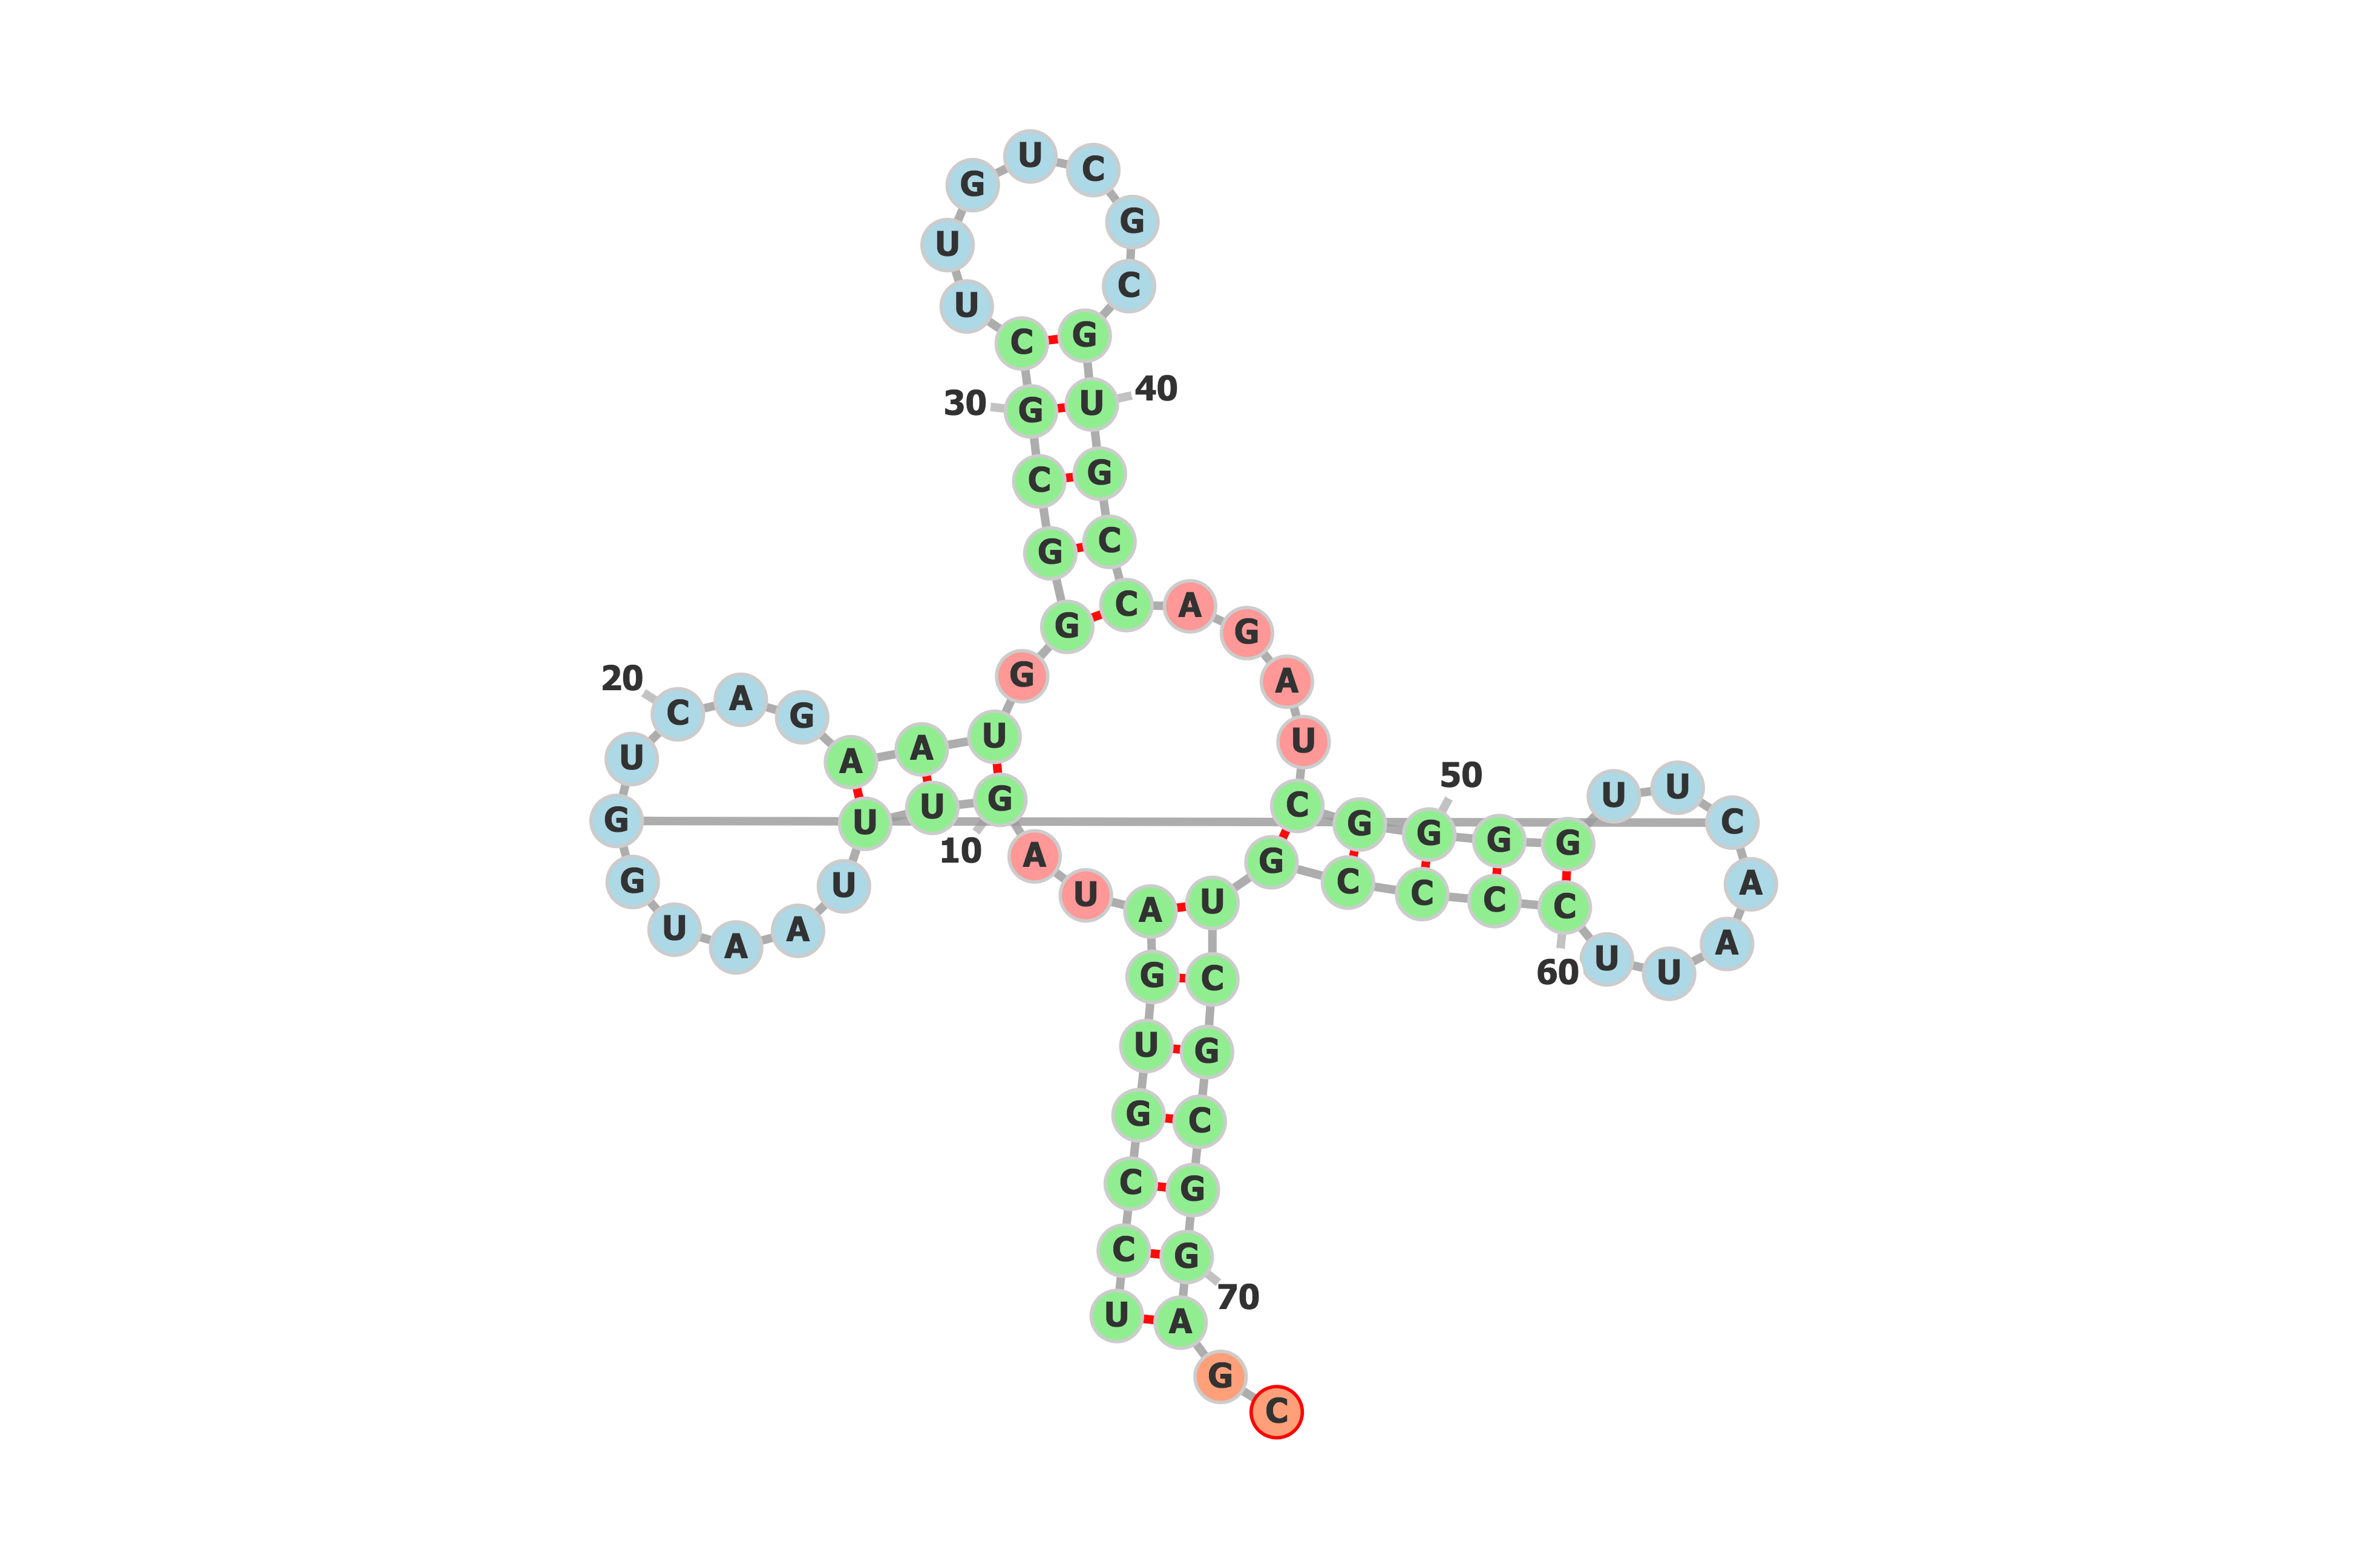 G U C
U G
U C
C G
30 G U 40
C G
G C
G C A G
20 G A
C A G
U A A U U 50
U U
G U U G C G G G G C
10 A G
G U U C C C A
A U C
U A A U A
G C 60 U
U G
G C
C G
C G
70
U A
G
C